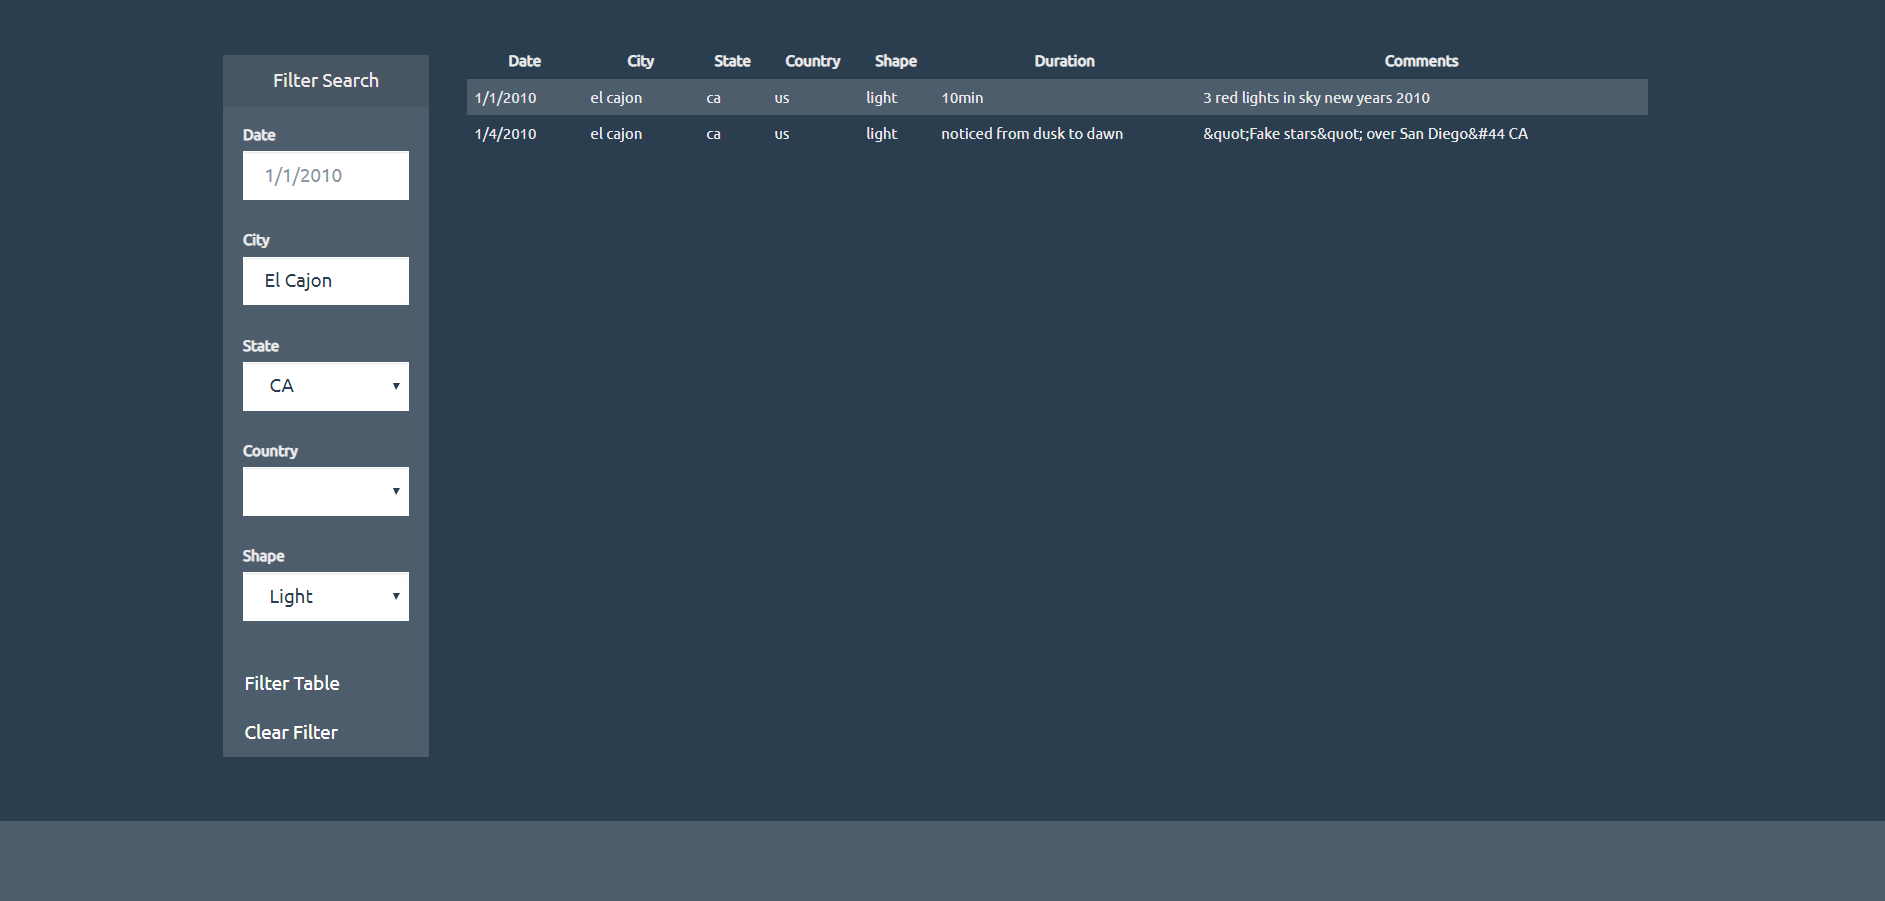 Filter Search
Date
1/1/2010
City
El Cajon
State
CA
Country
Shape
Light
Filter Table
Clear Filter
Date City State Country Shape Duration Comments
1/1/2010 el cajon ca us light 10min 3 red lights in sky new years 2010
1/4/2010 el cajon ca us light noticed from dusk to dawn &quot;Fake stars&quot; over San Diego&#44 CA